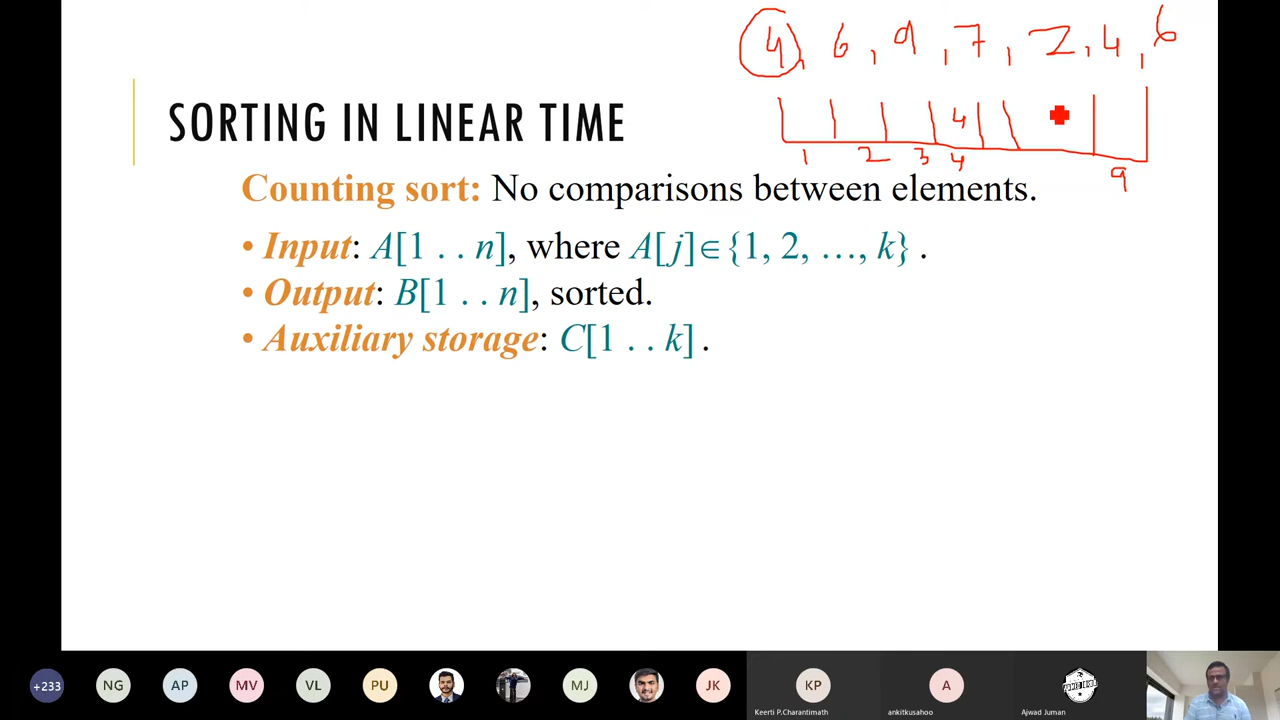 4, 6, 9, 7, 2, 4, 6
4
1 2 3 4 9
SORTING IN LINEAR TIME
Counting sort: No comparisons between elements.
• Input: A[1 . . n], where A[ j]∈{1, 2, …, k} .
• Output: B[1 . . n], sorted.
• Auxiliary storage: C[1 . . k] .
+233 NG AP MV VL PU MJ JK KP A
Keerti P.Charantimath ankitkusahoo Ajwad Juman